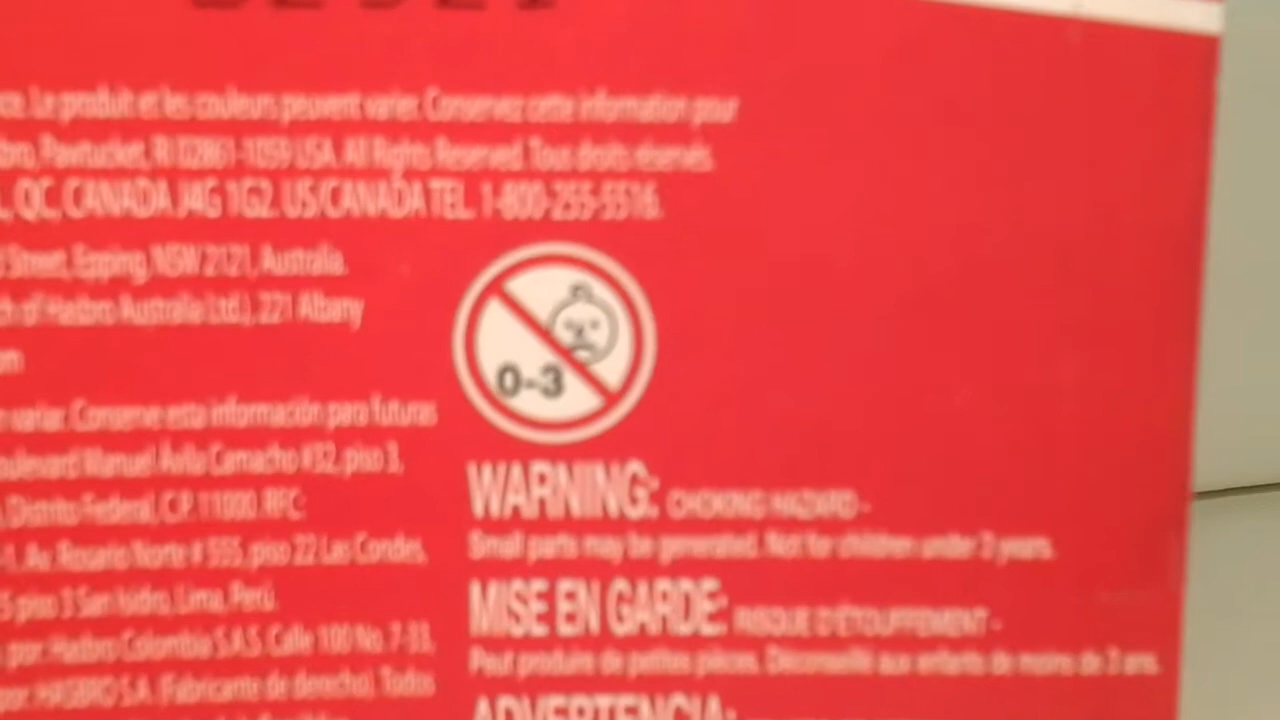 Le produit et les couleurs peuvent varier. Conservez cette information pour
Pawtucket, RI 02861-1059 USA. All Rights Reserved. Tous droits réservés.
QC, CANADA J4G 1G2. US/CANADA TEL. 1-800-255-5516.
Street, Epping, NSW 2121, Australia.
of Hasbro Australia Ltd.), 221 Albany
0-3
variar. Conserve esta información para futuras
Manuel Ávila Camacho #32, piso 3,
Distrito Federal, C.P. 11000. RFC:
Av. Rosario Norte # 555, piso 22 Las Condes,
piso 3 San Isidro, Lima, Perú.
por: Hasbro Colombia S.A.S. Calle 100 No. 7-33,
por: HASBRO S.A. (Fabricante de derecho). Todos
WARNING: CHOKING HAZARD -
Small parts may be generated. Not for children under 3 years.
MISE EN GARDE: RISQUE D'ÉTOUFFEMENT -
Peut produire de petites pièces. Déconseillé aux enfants de moins de 3 ans.
ADVERTENCIA: